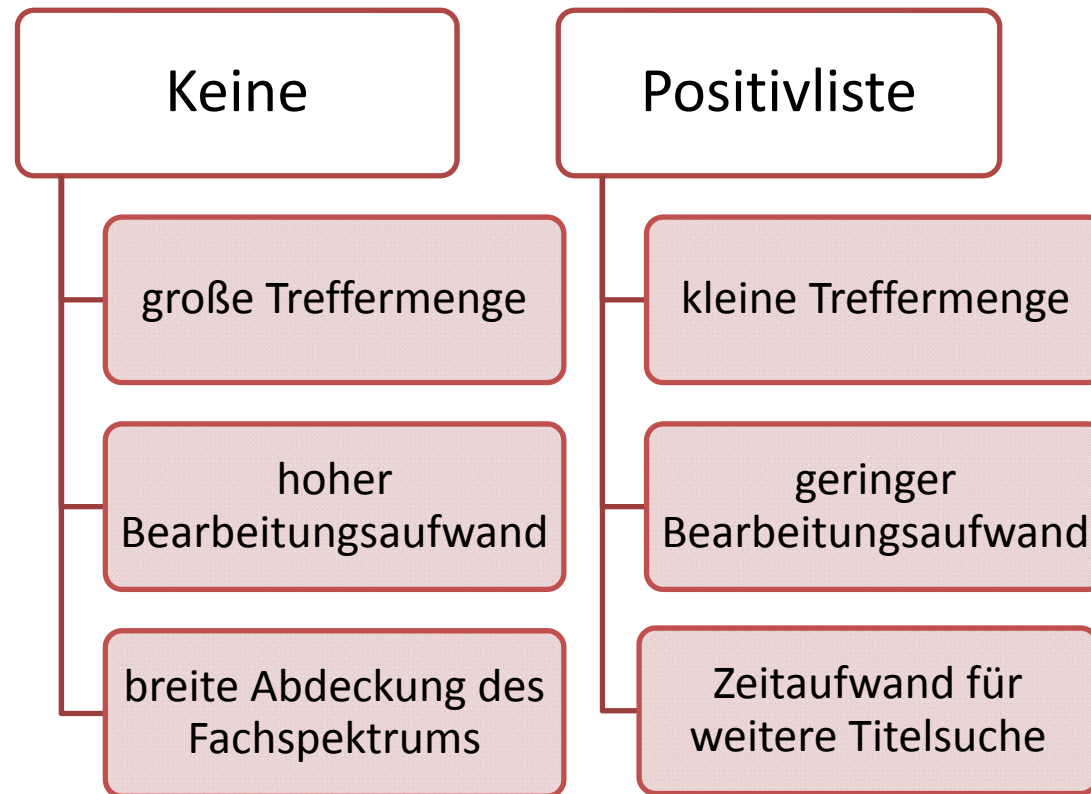 Keine
große Treffermenge
hoher
Bearbeitungsaufwand
breite Abdeckung des
Fachspektrums
Positivliste
kleine Treffermenge
geringer
Bearbeitungsaufwand
Zeitaufwand für
weitere Titelsuche